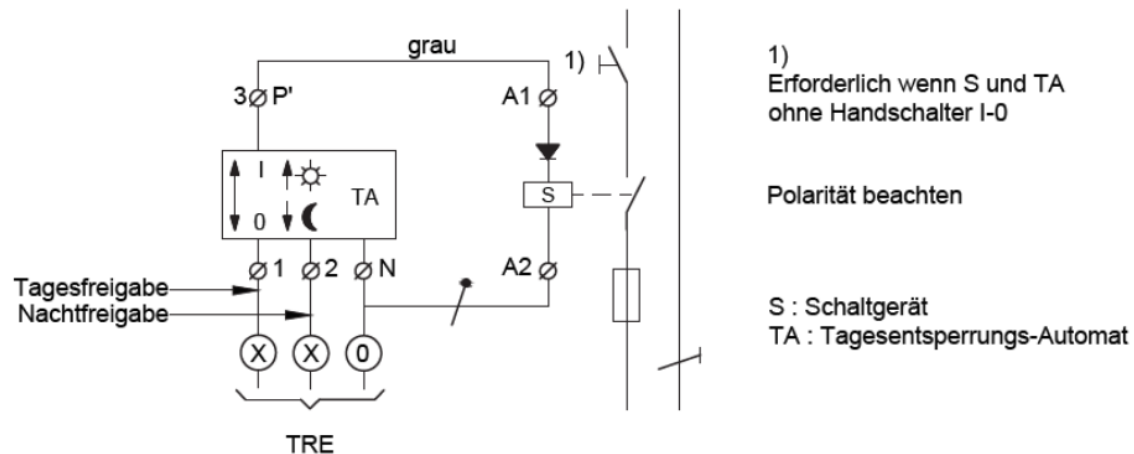 grau
1)
1)
Erforderlich wenn S und TA
ohne Handschalter I-0
3 P'
A1
I
TA
0
S
Polarität beachten
1 2 N
A2
Tagesfreigabe
Nachtfreigabe
S : Schaltgerät
TA : Tagesentsperrungs-Automat
X X 0
TRE